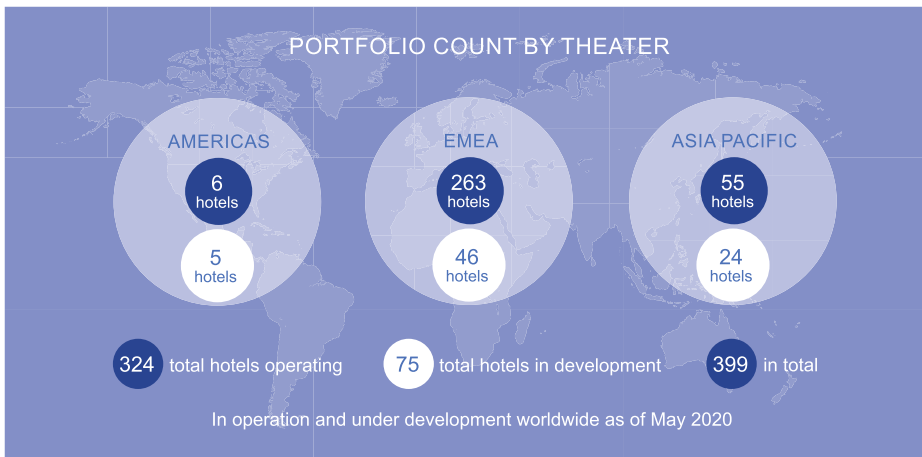 PORTFOLIO COUNT BY THEATER
AMERICAS
6
hotels
5
hotels
EMEA
263
hotels
46
hotels
ASIA PACIFIC
55
hotels
24
hotels
324 total hotels operating
75 total hotels in development
399 in total
In operation and under development worldwide as of May 2020